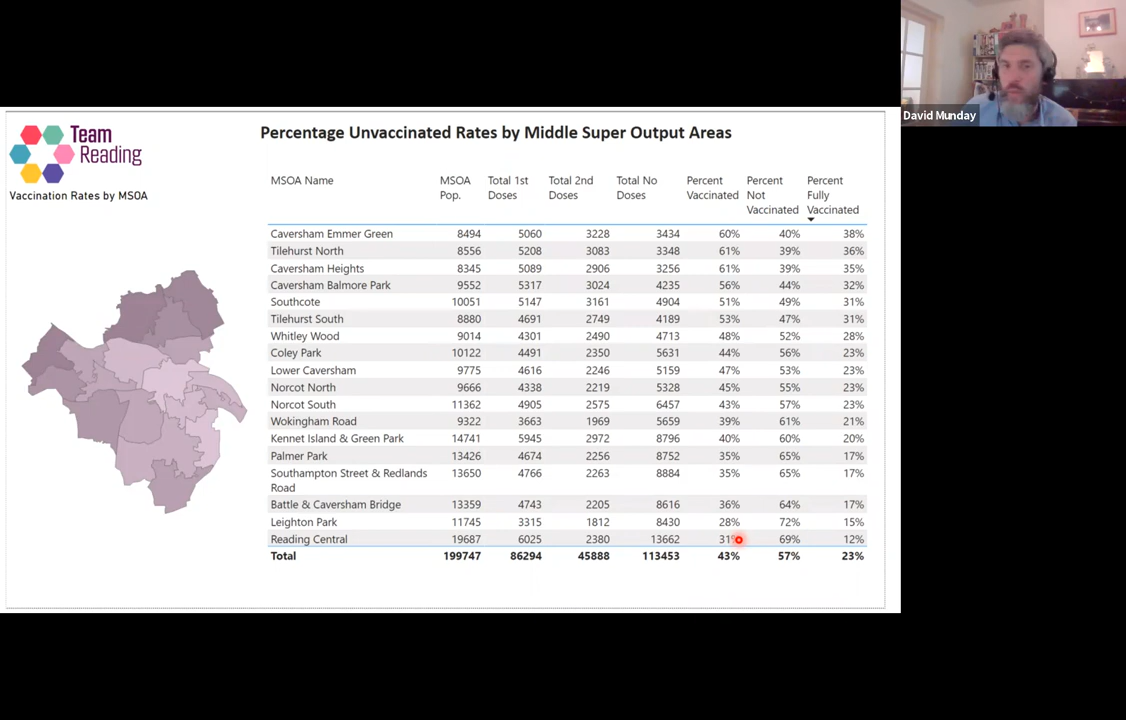 David Munday
Team
Reading
Vaccination Rates by MSOA
Percentage Unvaccinated Rates by Middle Super Output Areas
MSOA Name MSOA Pop. Total 1st Doses Total 2nd Doses Total No Doses Percent Vaccinated Percent Not Vaccinated Percent Fully Vaccinated
Caversham Emmer Green 8494 5060 3228 3434 60% 40% 38%
Tilehurst North 8556 5208 3083 3348 61% 39% 36%
Caversham Heights 8345 5089 2906 3256 61% 39% 35%
Caversham Balmore Park 9552 5317 3024 4235 56% 44% 32%
Southcote 10051 5147 3161 4904 51% 49% 31%
Tilehurst South 8880 4691 2749 4189 53% 47% 31%
Whitley Wood 9014 4301 2490 4713 48% 52% 28%
Coley Park 10122 4491 2350 5631 44% 56% 23%
Lower Caversham 9775 4616 2246 5159 47% 53% 23%
Norcot North 9666 4338 2219 5328 45% 55% 23%
Norcot South 11362 4905 2575 6457 43% 57% 23%
Wokingham Road 9322 3663 1969 5659 39% 61% 21%
Kennet Island & Green Park 14741 5945 2972 8796 40% 60% 20%
Palmer Park 13426 4674 2256 8752 35% 65% 17%
Southampton Street & Redlands Road 13650 4766 2263 8884 35% 65% 17%
Battle & Caversham Bridge 13359 4743 2205 8616 36% 64% 17%
Leighton Park 11745 3315 1812 8430 28% 72% 15%
Reading Central 19687 6025 2380 13662 31% 69% 12%
Total 199747 86294 45888 113453 43% 57% 23%